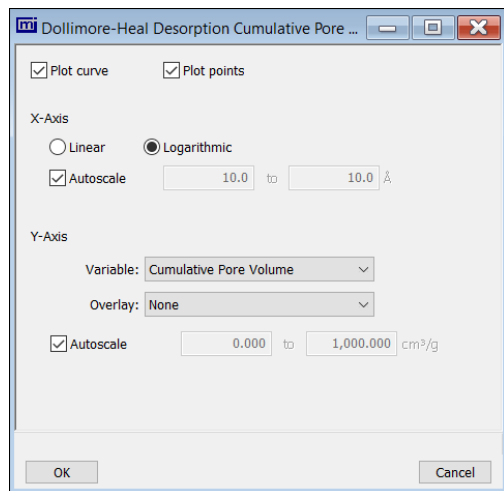 mi Dollimore-Heal Desorption Cumulative Pore ...
Plot curve Plot points
X-Axis
Linear Logarithmic
Autoscale 10.0 to 10.0 Å
Y-Axis
Variable: Cumulative Pore Volume
Overlay: None
Autoscale 0.000 to 1,000.000 cm³/g
OK Cancel